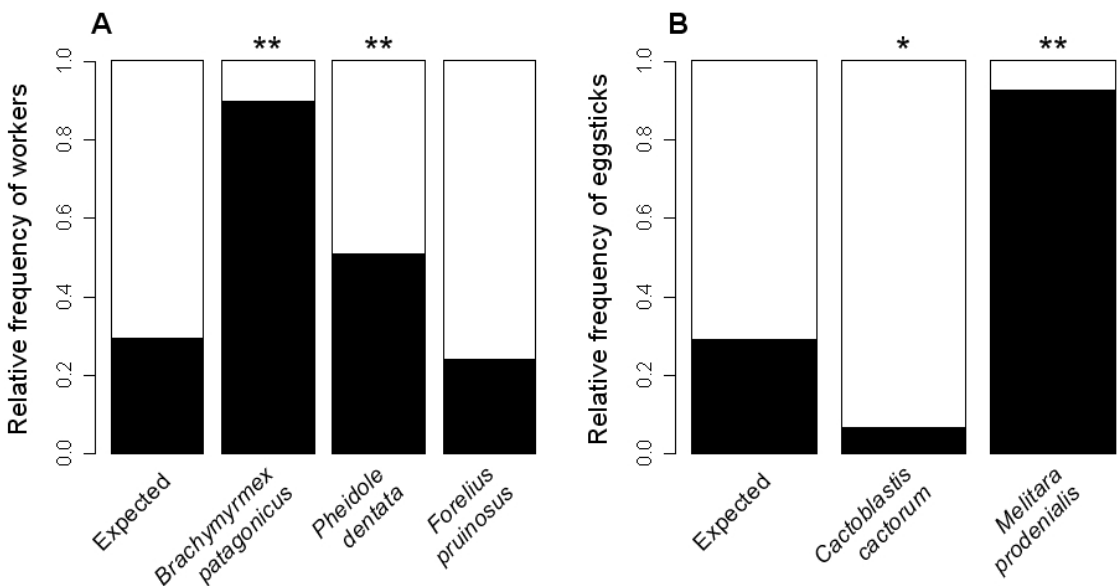 A
Relative frequency of workers
0.0
0.2
0.4
0.6
0.8
1.0
**
**
Expected
Brachymyrmex
patagonicus
Pheidole
dentata
Forelius
pruinosus
B
Relative frequency of eggsticks
0.0
0.2
0.4
0.6
0.8
1.0
*
**
Expected
Cactoblastis
cactorum
Melitara
prodenialis